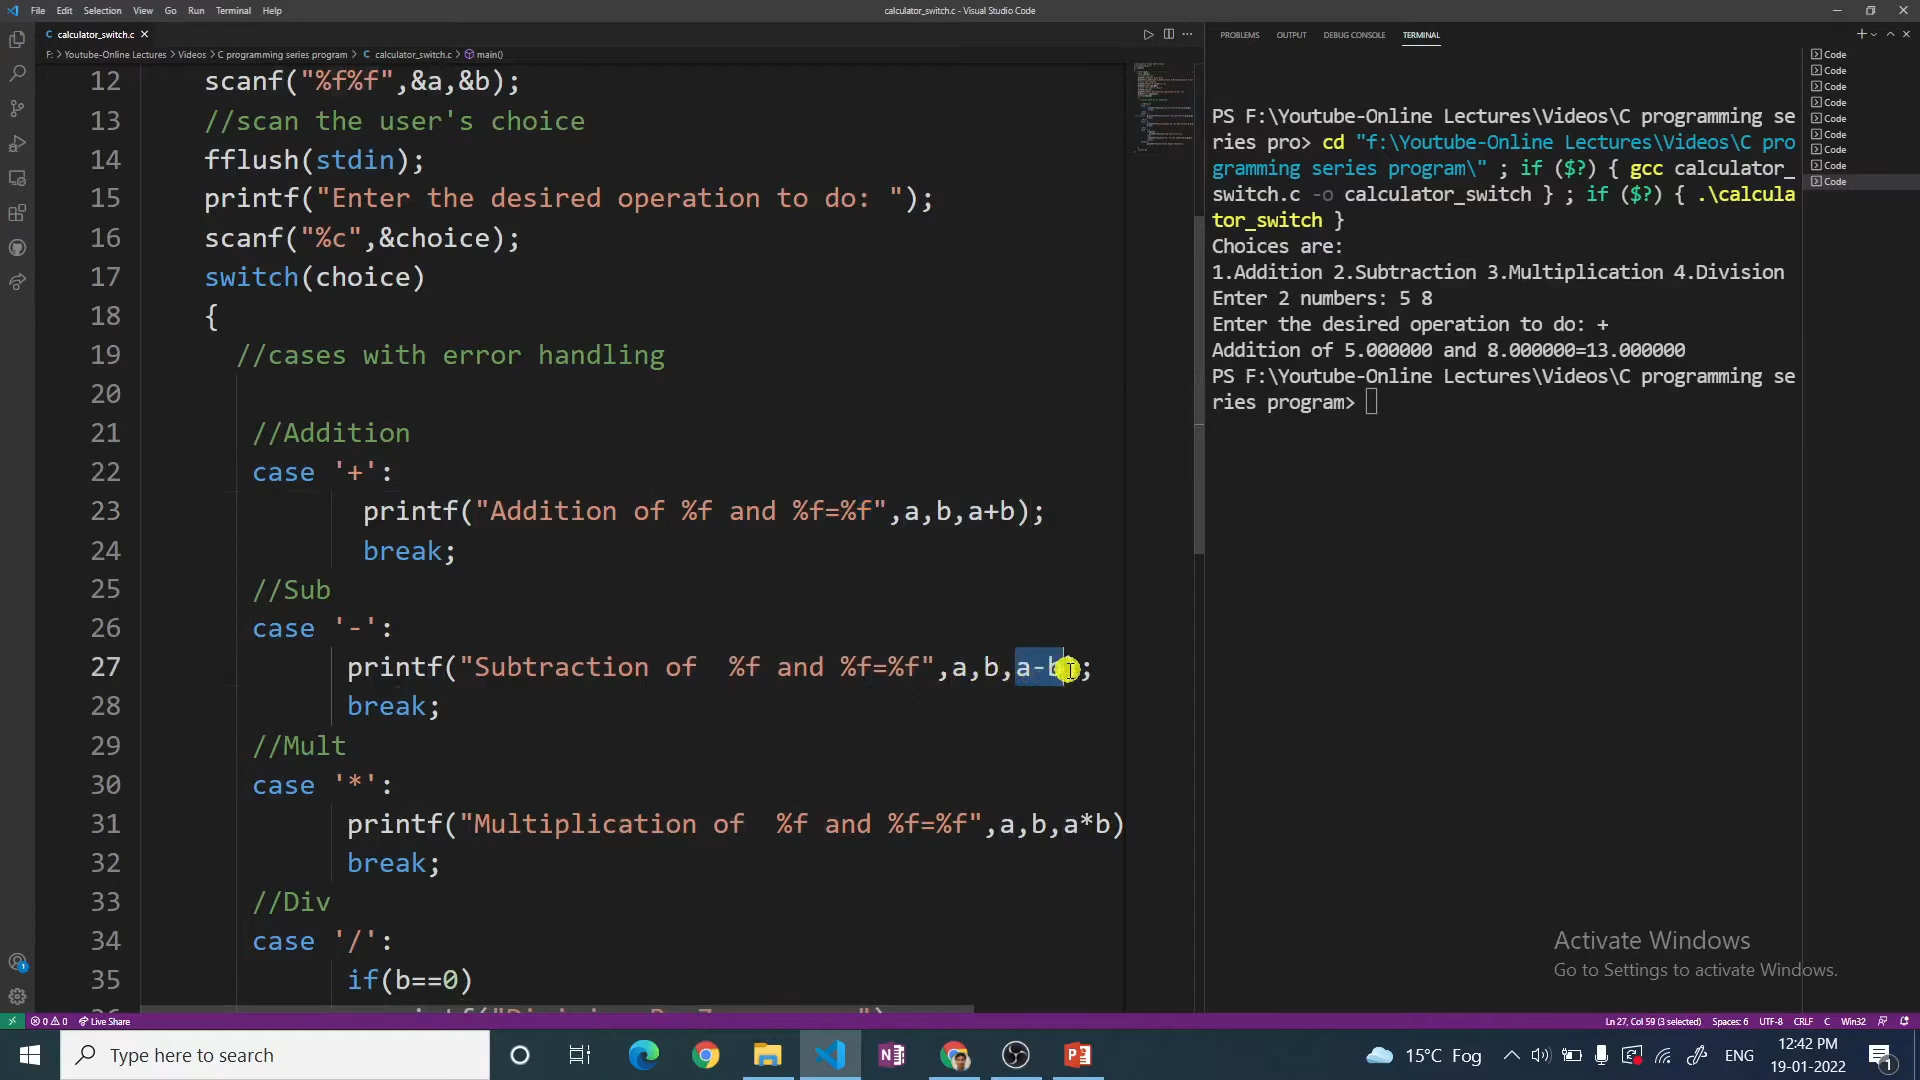 File Edit Selection View Go Run Terminal Help
calculator_switch.c - Visual Studio Code
calculator_switch.c
F: > Youtube-Online Lectures > Videos > C programming series program > C calculator_switch.c > main()
12 scanf("%f%f",&a,&b);
13 //scan the user's choice
14 fflush(stdin);
15 printf("Enter the desired operation to do: ");
16 scanf("%c",&choice);
17 switch(choice)
18 {
19 //cases with error handling
20
21 //Addition
22 case '+':
23 printf("Addition of %f and %f=%f",a,b,a+b);
24 break;
25 //Sub
26 case '-':
27 printf("Subtraction of  %f and %f=%f",a,b,a-b);
28 break;
29 //Mult
30 case '*':
31 printf("Multiplication of  %f and %f=%f",a,b,a*b)
32 break;
33 //Div
34 case '/':
35 if(b==0)
PROBLEMS OUTPUT DEBUG CONSOLE TERMINAL
PS F:\Youtube-Online Lectures\Videos\C programming se
ries pro> cd "f:\Youtube-Online Lectures\Videos\C pro
gramming series program\" ; if ($?) { gcc calculator_
switch.c -o calculator_switch } ; if ($?) { .\calcula
tor_switch }
Choices are:
1.Addition 2.Subtraction 3.Multiplication 4.Division
Enter 2 numbers: 5 8
Enter the desired operation to do: +
Addition of 5.000000 and 8.000000=13.000000
PS F:\Youtube-Online Lectures\Videos\C programming se
ries program>
Code
Code
Code
Code
Code
Code
Code
Code
Code
Activate Windows
Go to Settings to activate Windows.
0 0 Live Share
Ln 27, Col 59 (3 selected) Spaces: 6 UTF-8 CRLF C Win32
Type here to search
15°C Fog
ENG
12:42 PM
19-01-2022
1